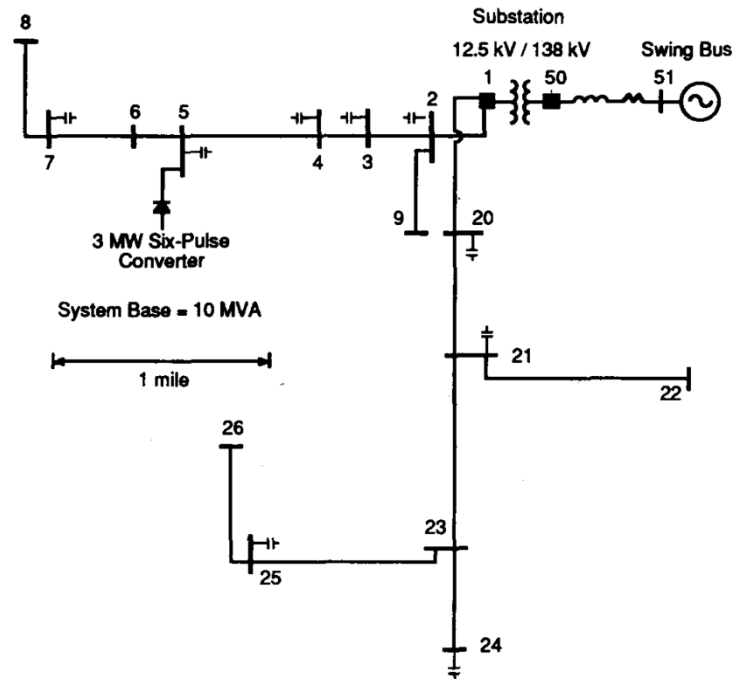 Substation
8
12.5 kV / 138 kV
Swing Bus
1
50
51
2
6
5
7
4
3
9
20
3 MW Six-Pulse
Converter
System Base = 10 MVA
1 mile
21
22
26
23
25
24